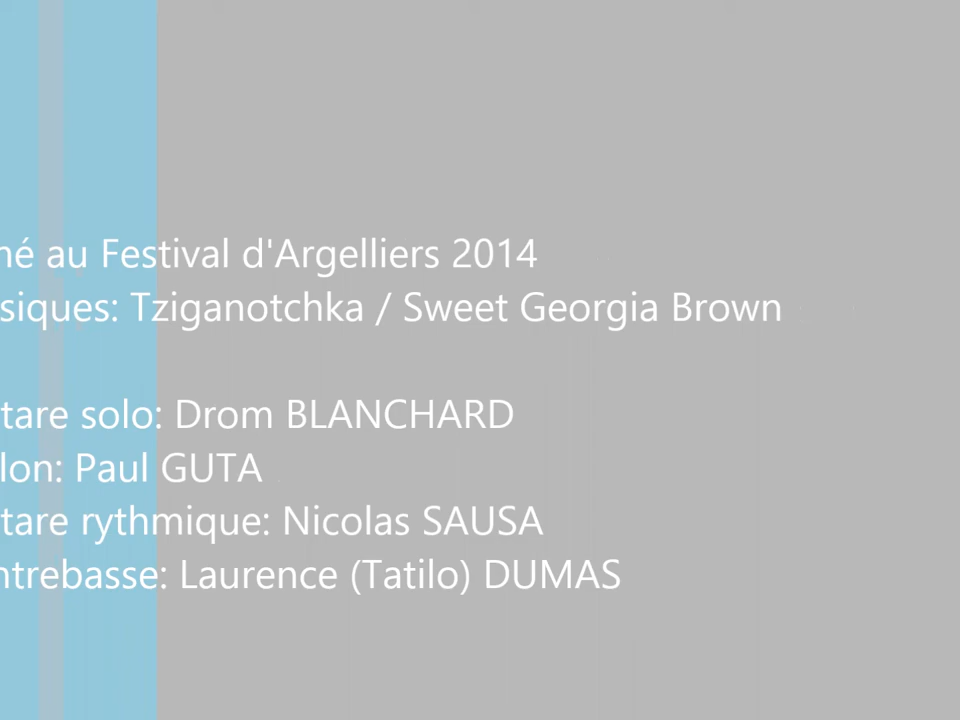 né au Festival d'Argelliers 2014
siques: Tziganotchka / Sweet Georgia Brown
tare solo: Drom BLANCHARD
lon: Paul GUTA
tare rythmique: Nicolas SAUSA
ntrebasse: Laurence (Tatilo) DUMAS